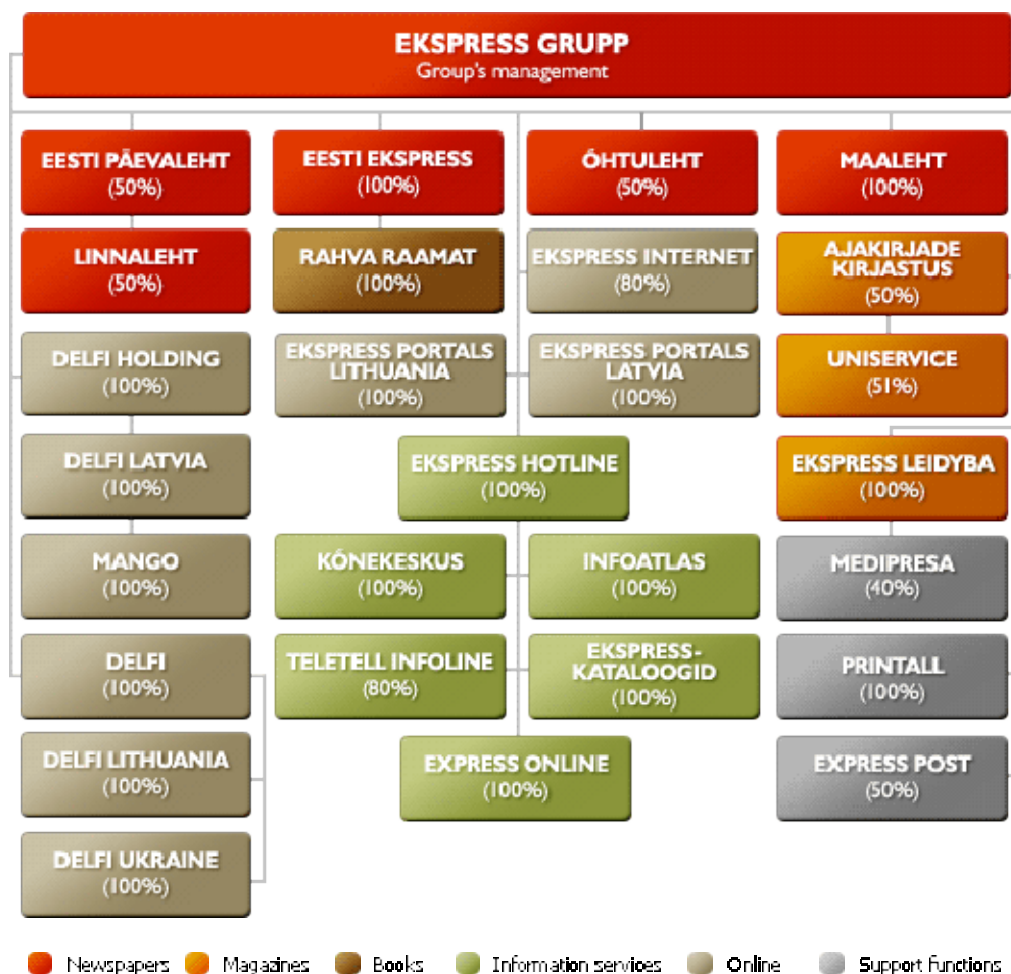 EKSPRESS GRUPP
Group's management
EESTI PÄEVALEHT
(50%)
EESTI EKSPRESS
(100%)
ÕHTULEHT
(50%)
MAALEHT
(100%)
LINNALEHT
(50%)
RAHVA RAAMAT
(100%)
EKSPRESS INTERNET
(80%)
AJAKIRJADE
KIRJASTUS
(50%)
DELFI HOLDING
(100%)
EKSPRESS PORTALS
LITHUANIA
(100%)
EKSPRESS PORTALS
LATVIA
(100%)
UNISERVICE
(51%)
DELFI LATVIA
(100%)
EKSPRESS HOTLINE
(100%)
EKSPRESS LEIDYBA
(100%)
MANGO
(100%)
KÕNEKESKUS
(100%)
INFOATLAS
(100%)
MEDIPRESA
(40%)
DELFI
(100%)
TELETELL INFOLINE
(80%)
EKSPRESS-
KATALOOGID
(100%)
PRINTALL
(100%)
DELFI LITHUANIA
(100%)
EXPRESS ONLINE
(100%)
EXPRESS POST
(50%)
DELFI UKRAINE
(100%)
Newspapers Magazines Books Information services Online Support functions